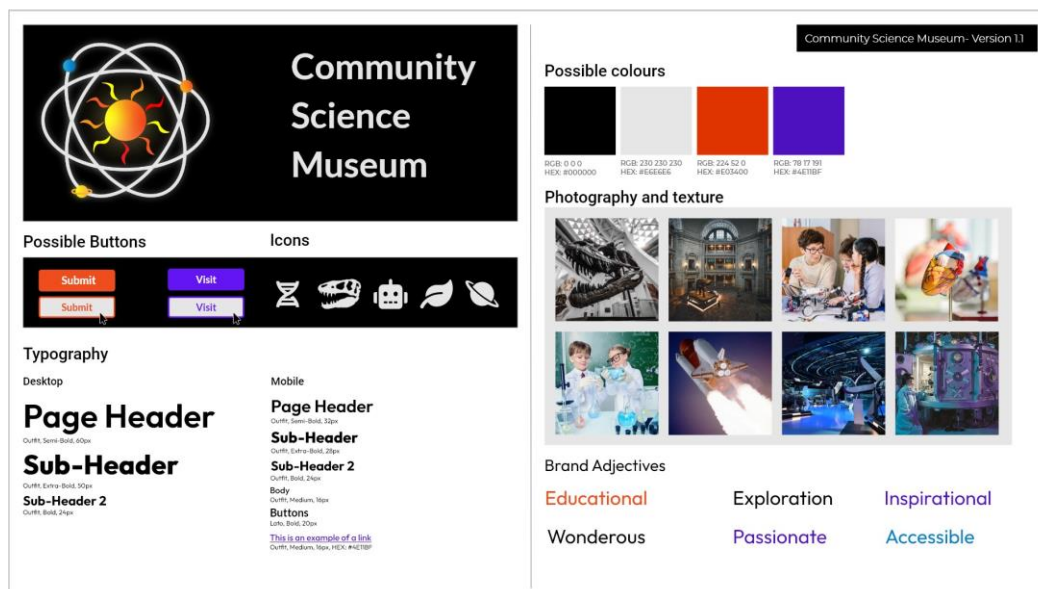 Community
Science
Museum
Possible Buttons
Icons
Submit
Visit
Submit
Visit
Typography
Desktop
Page Header
Outfit, Semi-Bold, 60px
Sub-Header
Outfit, Extra-Bold, 50px
Sub-Header 2
Outfit, Bold, 24px
Mobile
Page Header
Outfit, Semi-Bold, 32px
Sub-Header
Outfit, Extra-Bold, 28px
Sub-Header 2
Outfit, Bold, 24px
Body
Outfit, Medium, 16px
Buttons
Lato, Bold, 20px
This is an example of a link
Outfit, Medium, 16px, HEX: #4E11BF
Community Science Museum- Version 1.1
Possible colours
RGB: 0 0 0
HEX: #000000
RGB: 230 230 230
HEX: #E6E6E6
RGB: 224 52 0
HEX: #E03400
RGB: 78 17 191
HEX: #4E11BF
Photography and texture
Brand Adjectives
Educational
Exploration
Inspirational
Wonderous
Passionate
Accessible